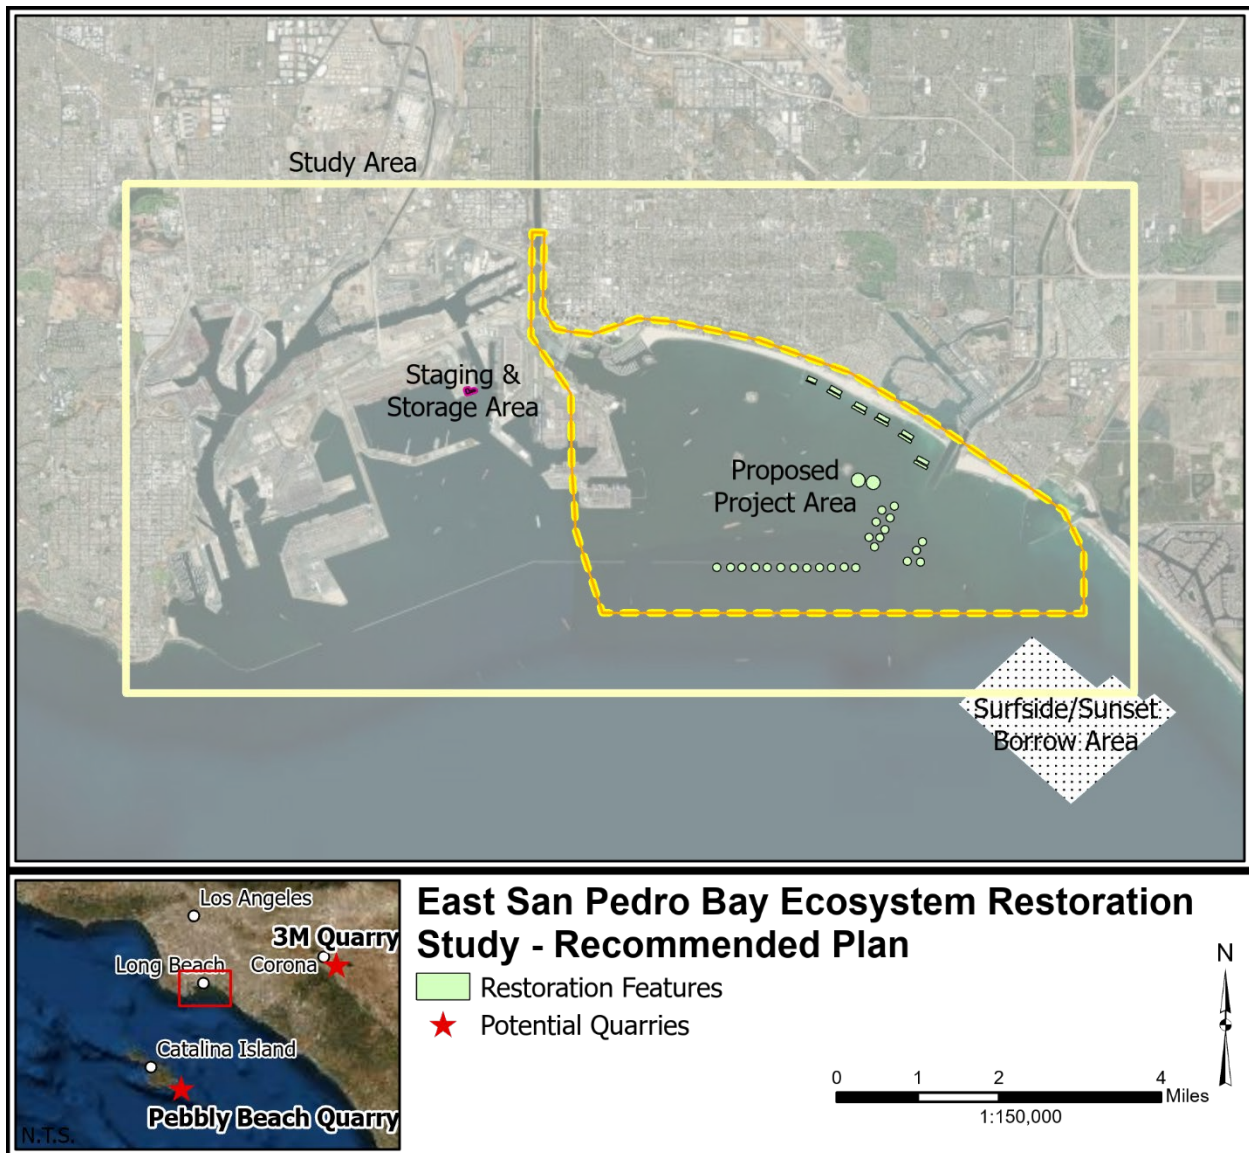 Study Area
Staging &
Storage Area
Proposed
Project Area
Surfside/Sunset
Borrow Area
Los Angeles
3M Quarry
Long Beach
Corona
Catalina Island
Pebbly Beach Quarry
N.T.S.
East San Pedro Bay Ecosystem Restoration
Study - Recommended Plan
Restoration Features
Potential Quarries
N
0 1 2 4
Miles
1:150,000